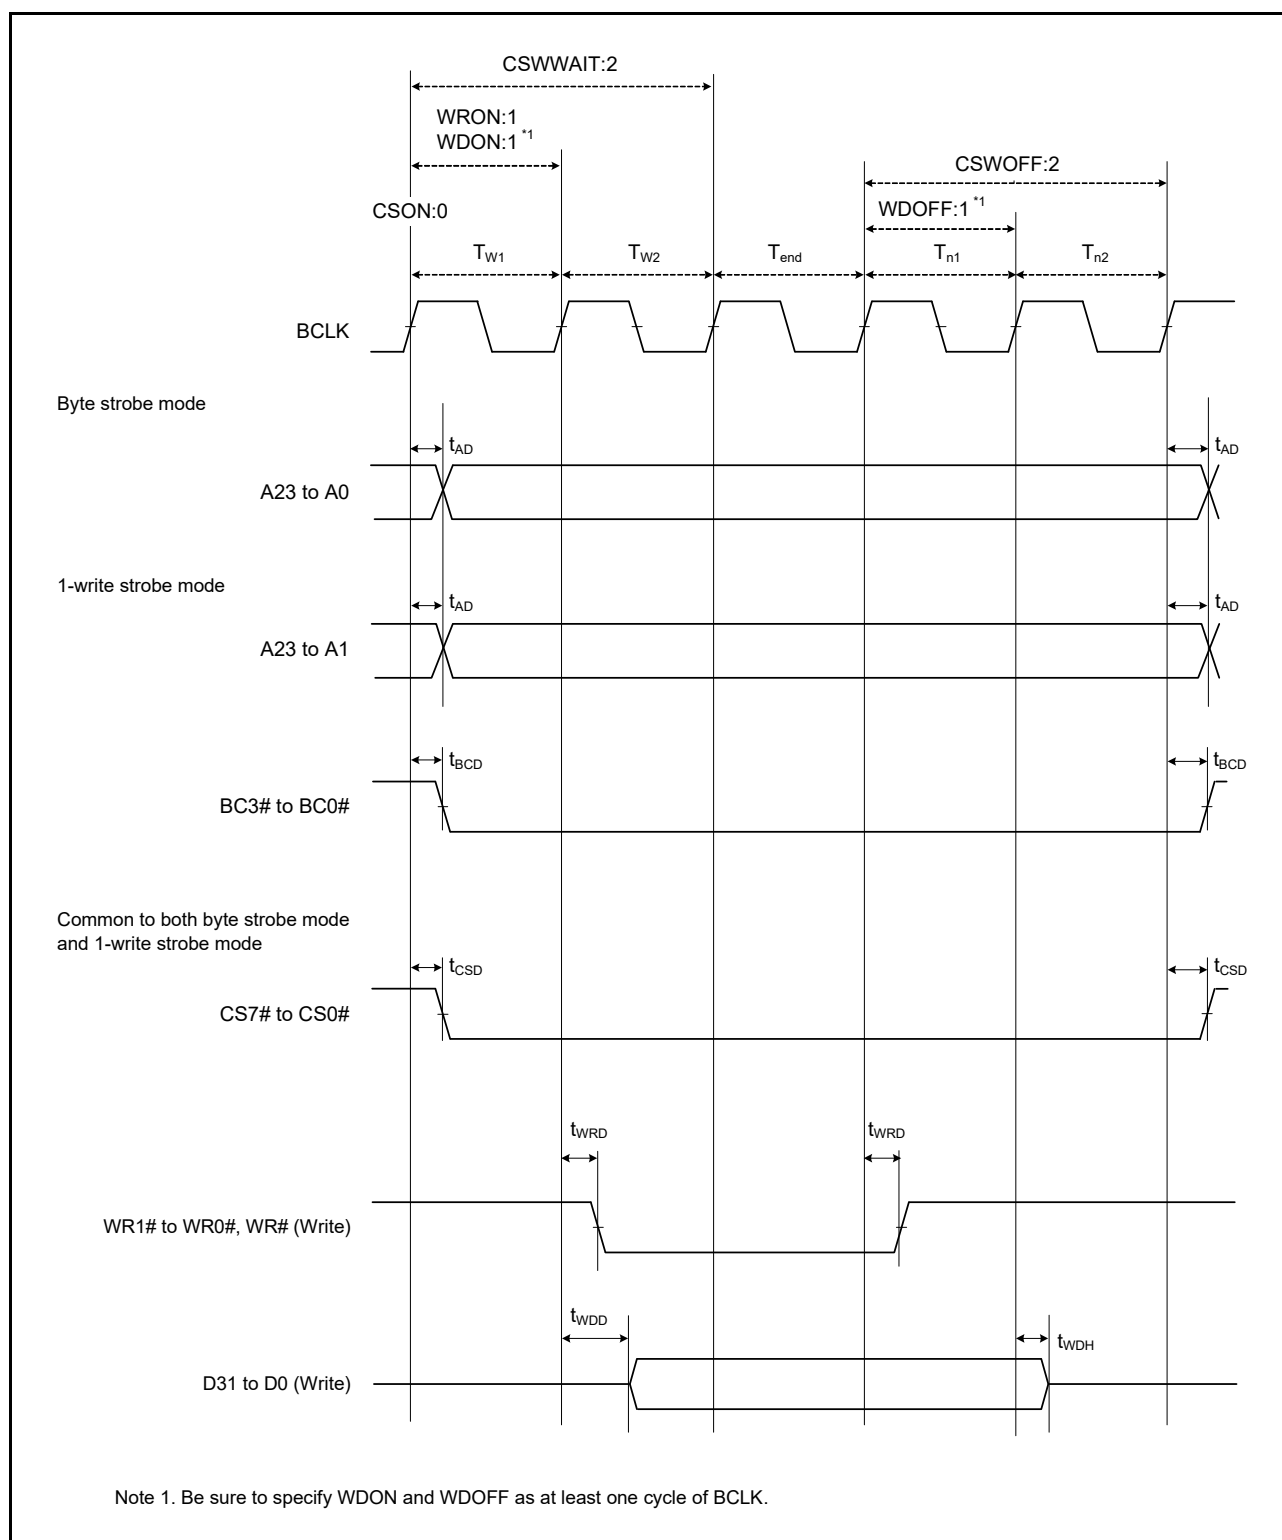 CSWWAIT:2
WRON:1
WDON:1 *1
CSWOFF:2
CSON:0
WDOFF:1 *1
TW1 TW2 Tend Tn1 Tn2
BCLK
Byte strobe mode
tAD tAD
A23 to A0
1-write strobe mode
tAD tAD
A23 to A1
tBCD tBCD
BC3# to BC0#
Common to both byte strobe mode
and 1-write strobe mode
tCSD tCSD
CS7# to CS0#
tWRD tWRD
WR1# to WR0#, WR# (Write)
tWDD
tWDH
D31 to D0 (Write)
Note 1. Be sure to specify WDON and WDOFF as at least one cycle of BCLK.